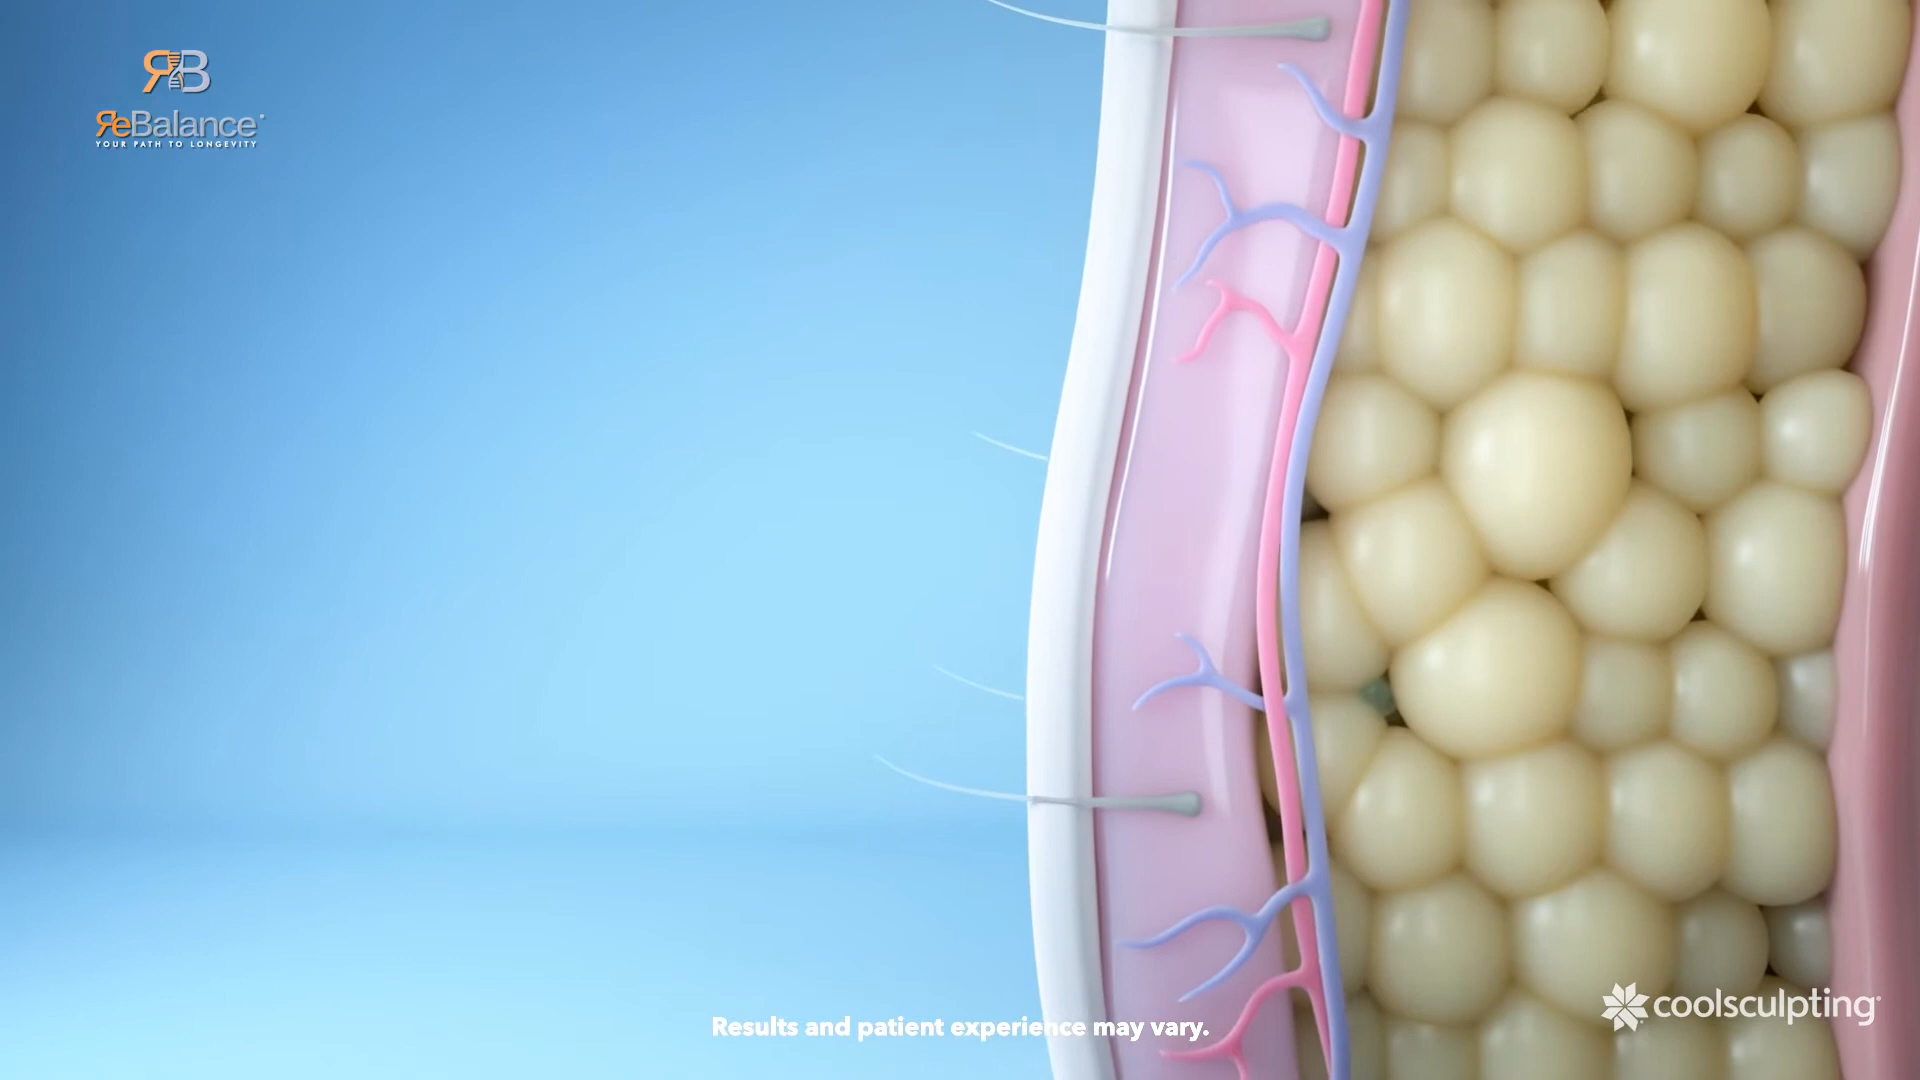 RB
ReBalance
YOUR PATH TO LONGEVITY
Results and patient experience may vary.
coolsculpting